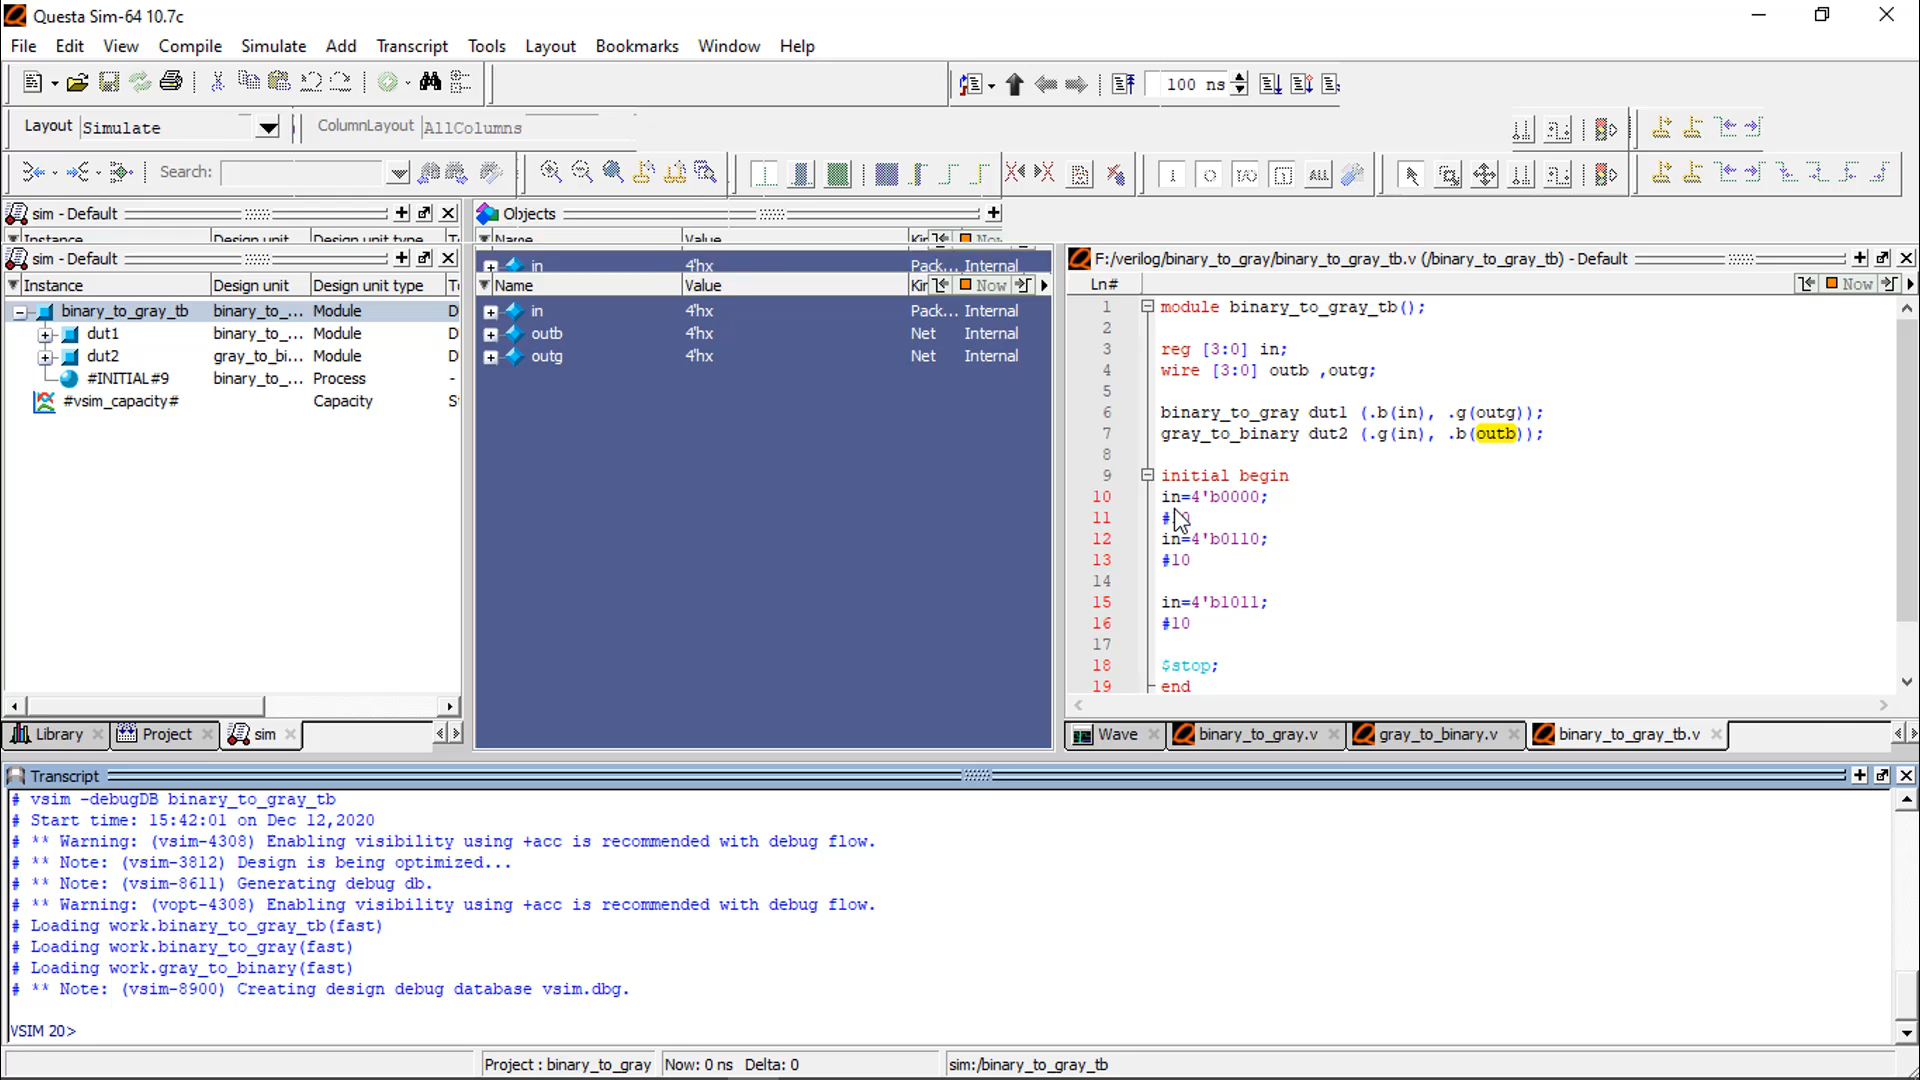 Questa Sim-64 10.7c
File Edit View Compile Simulate Add Transcript Tools Layout Bookmarks Window Help
100 ns
Layout Simulate ColumnLayout AllColumns
Search:
sim - Default
Objects
Instance Design unit Design unit type
Name Value Now
sim - Default
in 4'hx Pack... Internal
F:/verilog/binary_to_gray/binary_to_gray_tb.v (/binary_to_gray_tb) - Default
Instance Design unit Design unit type
Name Value Now
Ln# Now
binary_to_gray_tb binary_to_... Module D
dut1 binary_to_... Module D
dut2 gray_to_bi... Module D
#INITIAL#9 binary_to_... Process -
#vsim_capacity# Capacity
in 4'hx Pack... Internal
outb 4'hx Net Internal
outg 4'hx Net Internal
1 module binary_to_gray_tb();
2
3 reg [3:0] in;
4 wire [3:0] outb ,outg;
5
6 binary_to_gray dut1 (.b(in), .g(outg));
7 gray_to_binary dut2 (.g(in), .b(outb));
8
9 initial begin
10 in=4'b0000;
11
12 in=4'b0110;
13 #10
14
15 in=4'b1011;
16 #10
17
18 $stop;
19 end
Library Project sim
Wave binary_to_gray.v gray_to_binary.v binary_to_gray_tb.v
Transcript
# vsim -debugDB binary_to_gray_tb
# Start time: 15:42:01 on Dec 12,2020
# ** Warning: (vsim-4308) Enabling visibility using +acc is recommended with debug flow.
# ** Note: (vsim-3812) Design is being optimized...
# ** Note: (vsim-8611) Generating debug db.
# ** Warning: (vopt-4308) Enabling visibility using +acc is recommended with debug flow.
# Loading work.binary_to_gray_tb(fast)
# Loading work.binary_to_gray(fast)
# Loading work.gray_to_binary(fast)
# ** Note: (vsim-8900) Creating design debug database vsim.dbg.
VSIM 20>
Project : binary_to_gray Now: 0 ns Delta: 0 sim:/binary_to_gray_tb